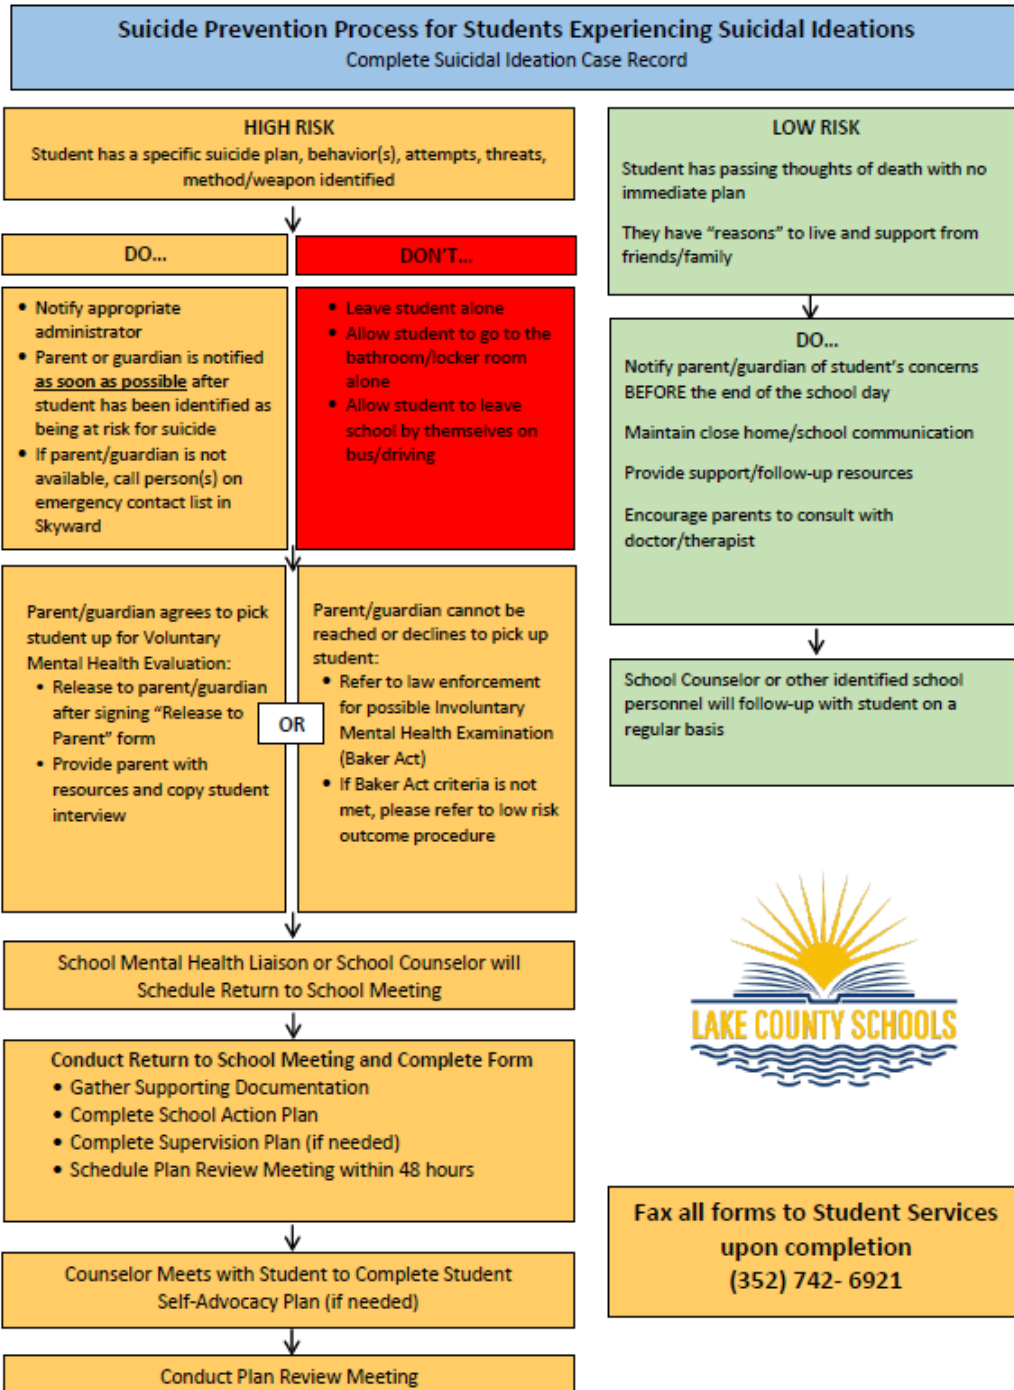 Suicide Prevention Process for Students Experiencing Suicidal Ideations
Complete Suicidal Ideation Case Record
HIGH RISK
Student has a specific suicide plan, behavior(s), attempts, threats,
method/weapon identified
DO...
• Notify appropriate
administrator
• Parent or guardian is notified
as soon as possible after
student has been identified as
being at risk for suicide
• If parent/guardian is not
available, call person(s) on
emergency contact list in
Skyward
DON'T...
• Leave student alone
• Allow student to go to the
bathroom/locker room
alone
• Allow student to leave
school by themselves on
bus/driving
Parent/guardian agrees to pick
student up for Voluntary
Mental Health Evaluation:
• Release to parent/guardian
after signing "Release to
Parent" form
• Provide parent with
resources and copy student
interview
OR
Parent/guardian cannot be
reached or declines to pick up
student:
• Refer to law enforcement
for possible Involuntary
Mental Health Examination
(Baker Act)
• If Baker Act criteria is not
met, please refer to low risk
outcome procedure
School Mental Health Liaison or School Counselor will
Schedule Return to School Meeting
Conduct Return to School Meeting and Complete Form
• Gather Supporting Documentation
• Complete School Action Plan
• Complete Supervision Plan (if needed)
• Schedule Plan Review Meeting within 48 hours
Counselor Meets with Student to Complete Student
Self-Advocacy Plan (if needed)
Conduct Plan Review Meeting
LOW RISK
Student has passing thoughts of death with no
immediate plan
They have "reasons" to live and support from
friends/family
DO...
Notify parent/guardian of student's concerns
BEFORE the end of the school day
Maintain close home/school communication
Provide support/follow-up resources
Encourage parents to consult with
doctor/therapist
School Counselor or other identified school
personnel will follow-up with student on a
regular basis
LAKE COUNTY SCHOOLS
Fax all forms to Student Services
upon completion
(352) 742- 6921